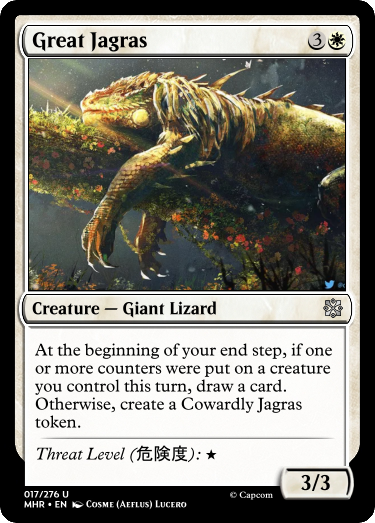 Great Jagras 3
Creature — Giant Lizard
At the beginning of your end step, if one
or more counters were put on a creature
you control this turn, draw a card.
Otherwise, create a Cowardly Jagras
token.
Threat Level (危険度): ★
3/3
017/276 U
MHR • EN Cosme (Aeflus) Lucero
© Capcom